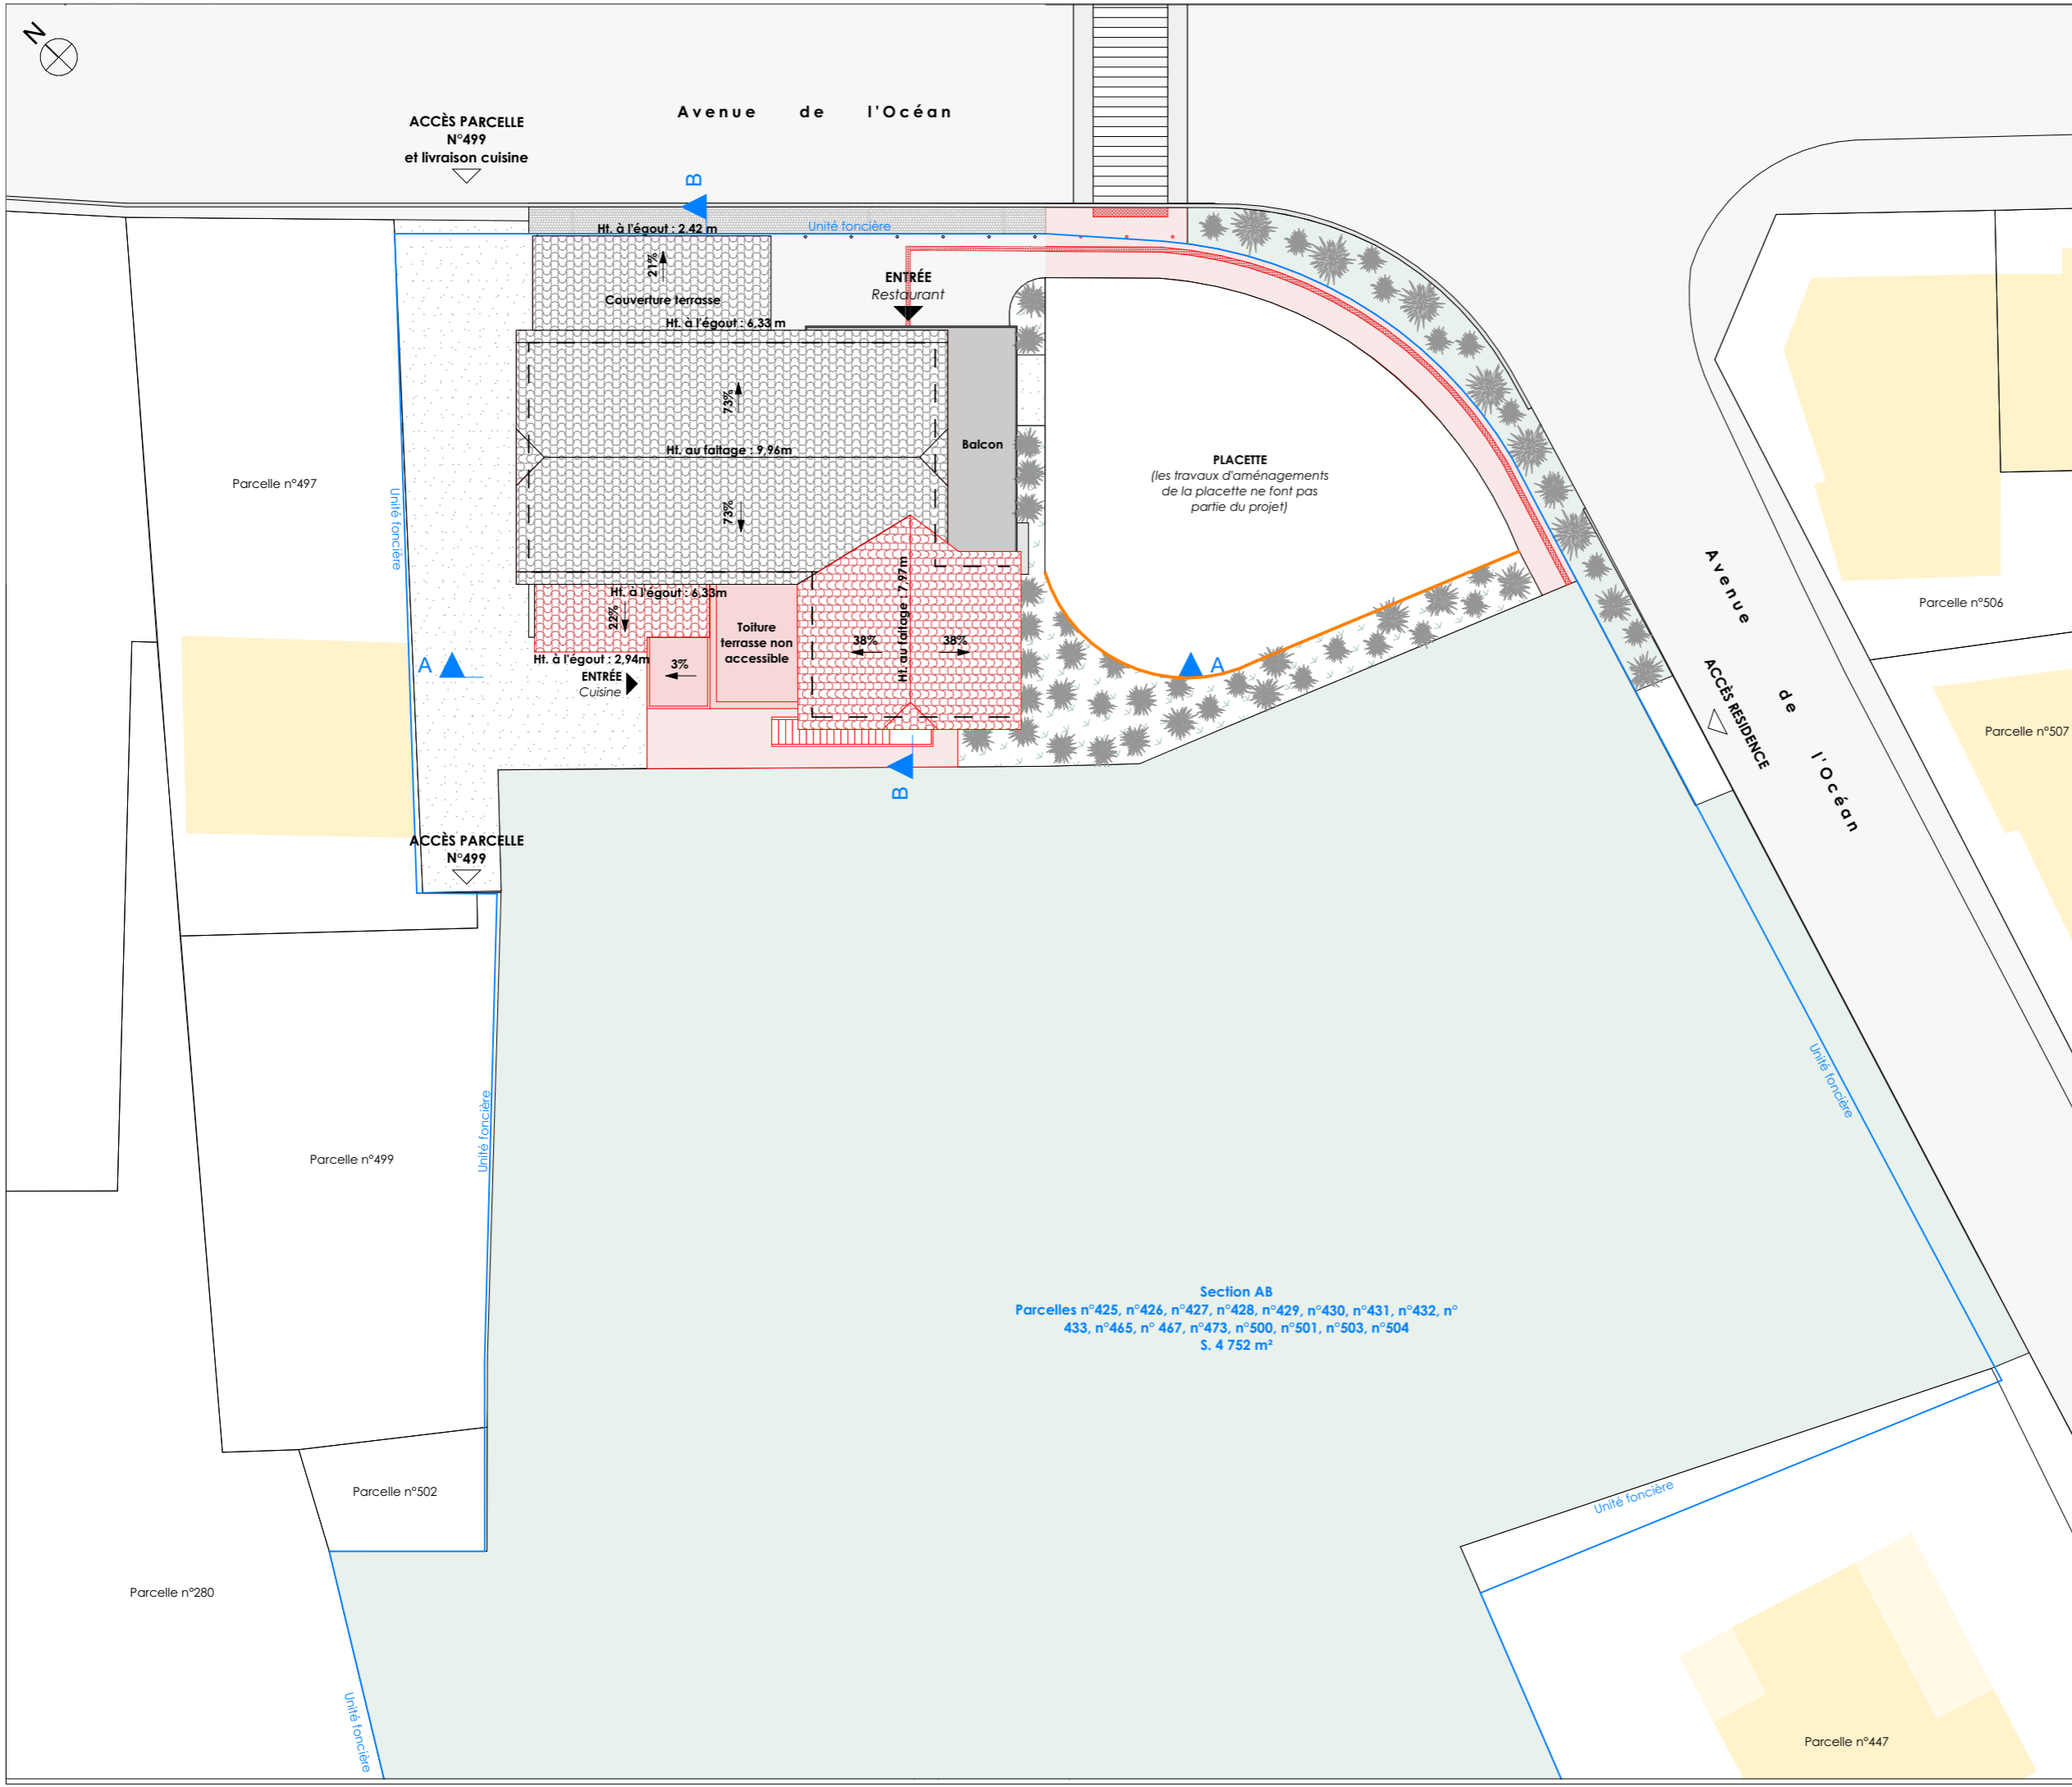 N
Avenue de l'Océan
ACCÈS PARCELLE
N°499
et livraison cuisine
B
Ht. à l'égout : 2.42 m
Unité foncière
21%
Couverture terrasse
ENTRÉE
Restaurant
Ht. à l'égout : 6,33 m
73%
Balcon
Ht. au faîtage : 9,96m
73%
PLACETTE
(les travaux d'aménagements
de la placette ne font pas
partie du projet)
Parcelle n°497
Unité foncière
Ht. à l'égout : 6,33m
22%
Toiture
terrasse non
accessible
Ht. au faîtage : 7,97m
38%
38%
Ht. à l'égout : 2,94m
3%
ENTRÉE
Cuisine
A
A
B
Avenue de l'Océan
ACCÈS RESIDENCE
Parcelle n°506
Parcelle n°507
ACCÈS PARCELLE
N°499
Unité foncière
Unité foncière
Parcelle n°499
Section AB
Parcelles n°425, n°426, n°427, n°428, n°429, n°430, n°431, n°432, n°
433, n°465, n° 467, n°473, n°500, n°501, n°503, n°504
S. 4 752 m²
Parcelle n°502
Unité foncière
Parcelle n°280
Unité foncière
Parcelle n°447